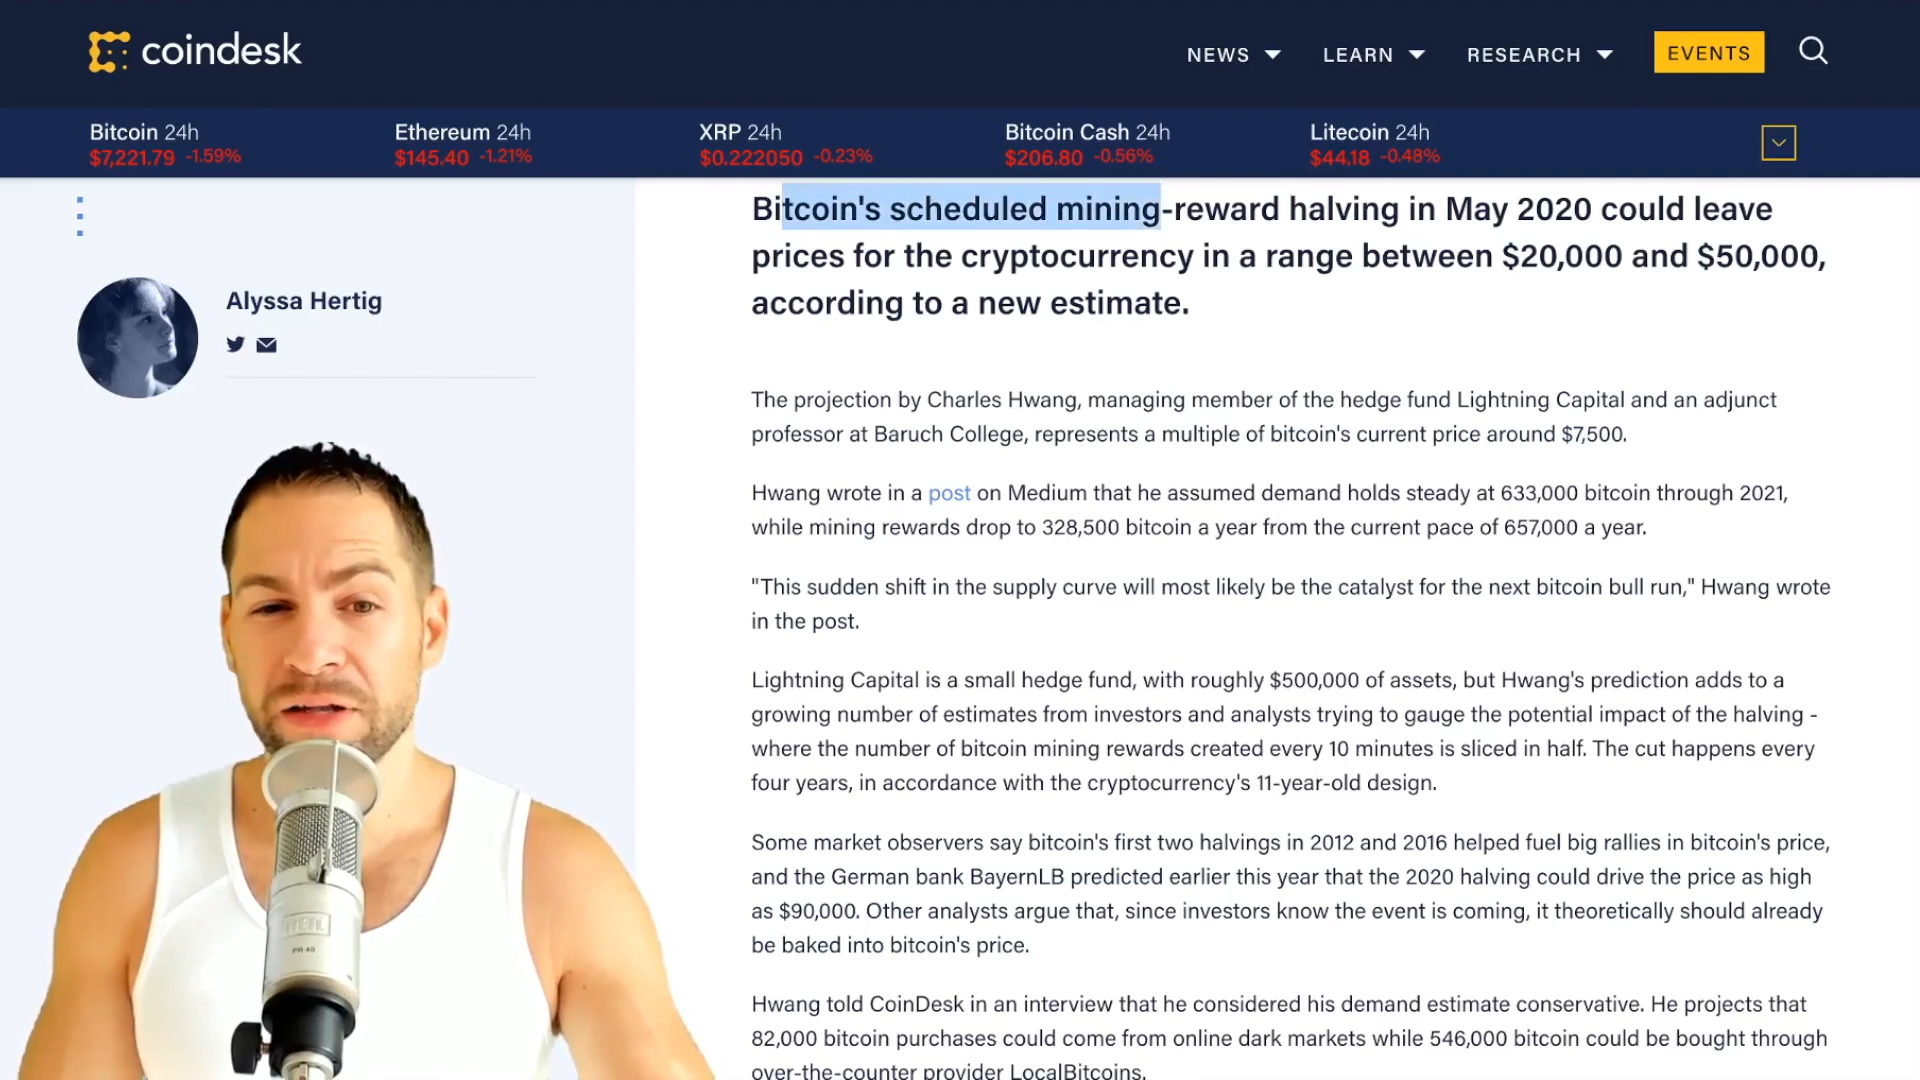 coindesk
NEWS
LEARN
RESEARCH
EVENTS
Bitcoin 24h
$7,221.79 -1.59%
Ethereum 24h
$145.40 -1.21%
XRP 24h
$0.222050 -0.23%
Bitcoin Cash 24h
$206.80 -0.56%
Litecoin 24h
$44.18 -0.48%
Alyssa Hertig
Bitcoin's scheduled mining-reward halving in May 2020 could leave
prices for the cryptocurrency in a range between $20,000 and $50,000,
according to a new estimate.
The projection by Charles Hwang, managing member of the hedge fund Lightning Capital and an adjunct
professor at Baruch College, represents a multiple of bitcoin's current price around $7,500.
Hwang wrote in a post on Medium that he assumed demand holds steady at 633,000 bitcoin through 2021,
while mining rewards drop to 328,500 bitcoin a year from the current pace of 657,000 a year.
"This sudden shift in the supply curve will most likely be the catalyst for the next bitcoin bull run," Hwang wrote
in the post.
Lightning Capital is a small hedge fund, with roughly $500,000 of assets, but Hwang's prediction adds to a
growing number of estimates from investors and analysts trying to gauge the potential impact of the halving -
where the number of bitcoin mining rewards created every 10 minutes is sliced in half. The cut happens every
four years, in accordance with the cryptocurrency's 11-year-old design.
Some market observers say bitcoin's first two halvings in 2012 and 2016 helped fuel big rallies in bitcoin's price,
and the German bank BayernLB predicted earlier this year that the 2020 halving could drive the price as high
as $90,000. Other analysts argue that, since investors know the event is coming, it theoretically should already
be baked into bitcoin's price.
Hwang told CoinDesk in an interview that he considered his demand estimate conservative. He projects that
82,000 bitcoin purchases could come from online dark markets while 546,000 bitcoin could be bought through
over-the-counter provider LocalBitcoins.
HEIL
PR-40